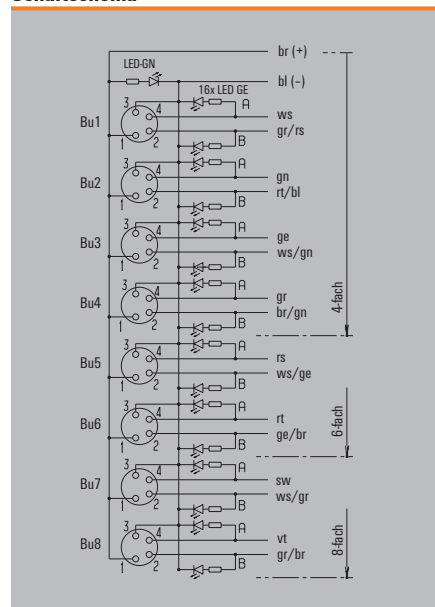 br (+)
LED-GN
bl (–)
16x LED GE
3 4 A
Bu1 ws
gr/rs
1 2 B
3 4 A
Bu2 gn
rt/bl
1 2 B
3 4 A
Bu3 ge
ws/gn
1 2 B
3 4 A
Bu4 gr
br/gn
1 2 B
4-fach
3 4 A
Bu5 rs
ws/ge
1 2 B
3 4 A
Bu6 rt
ge/br
1 2 B
6-fach
3 4 A
Bu7 sw
ws/gr
1 2 B
3 4 A
Bu8 vt
gr/br
1 2 B
8-fach